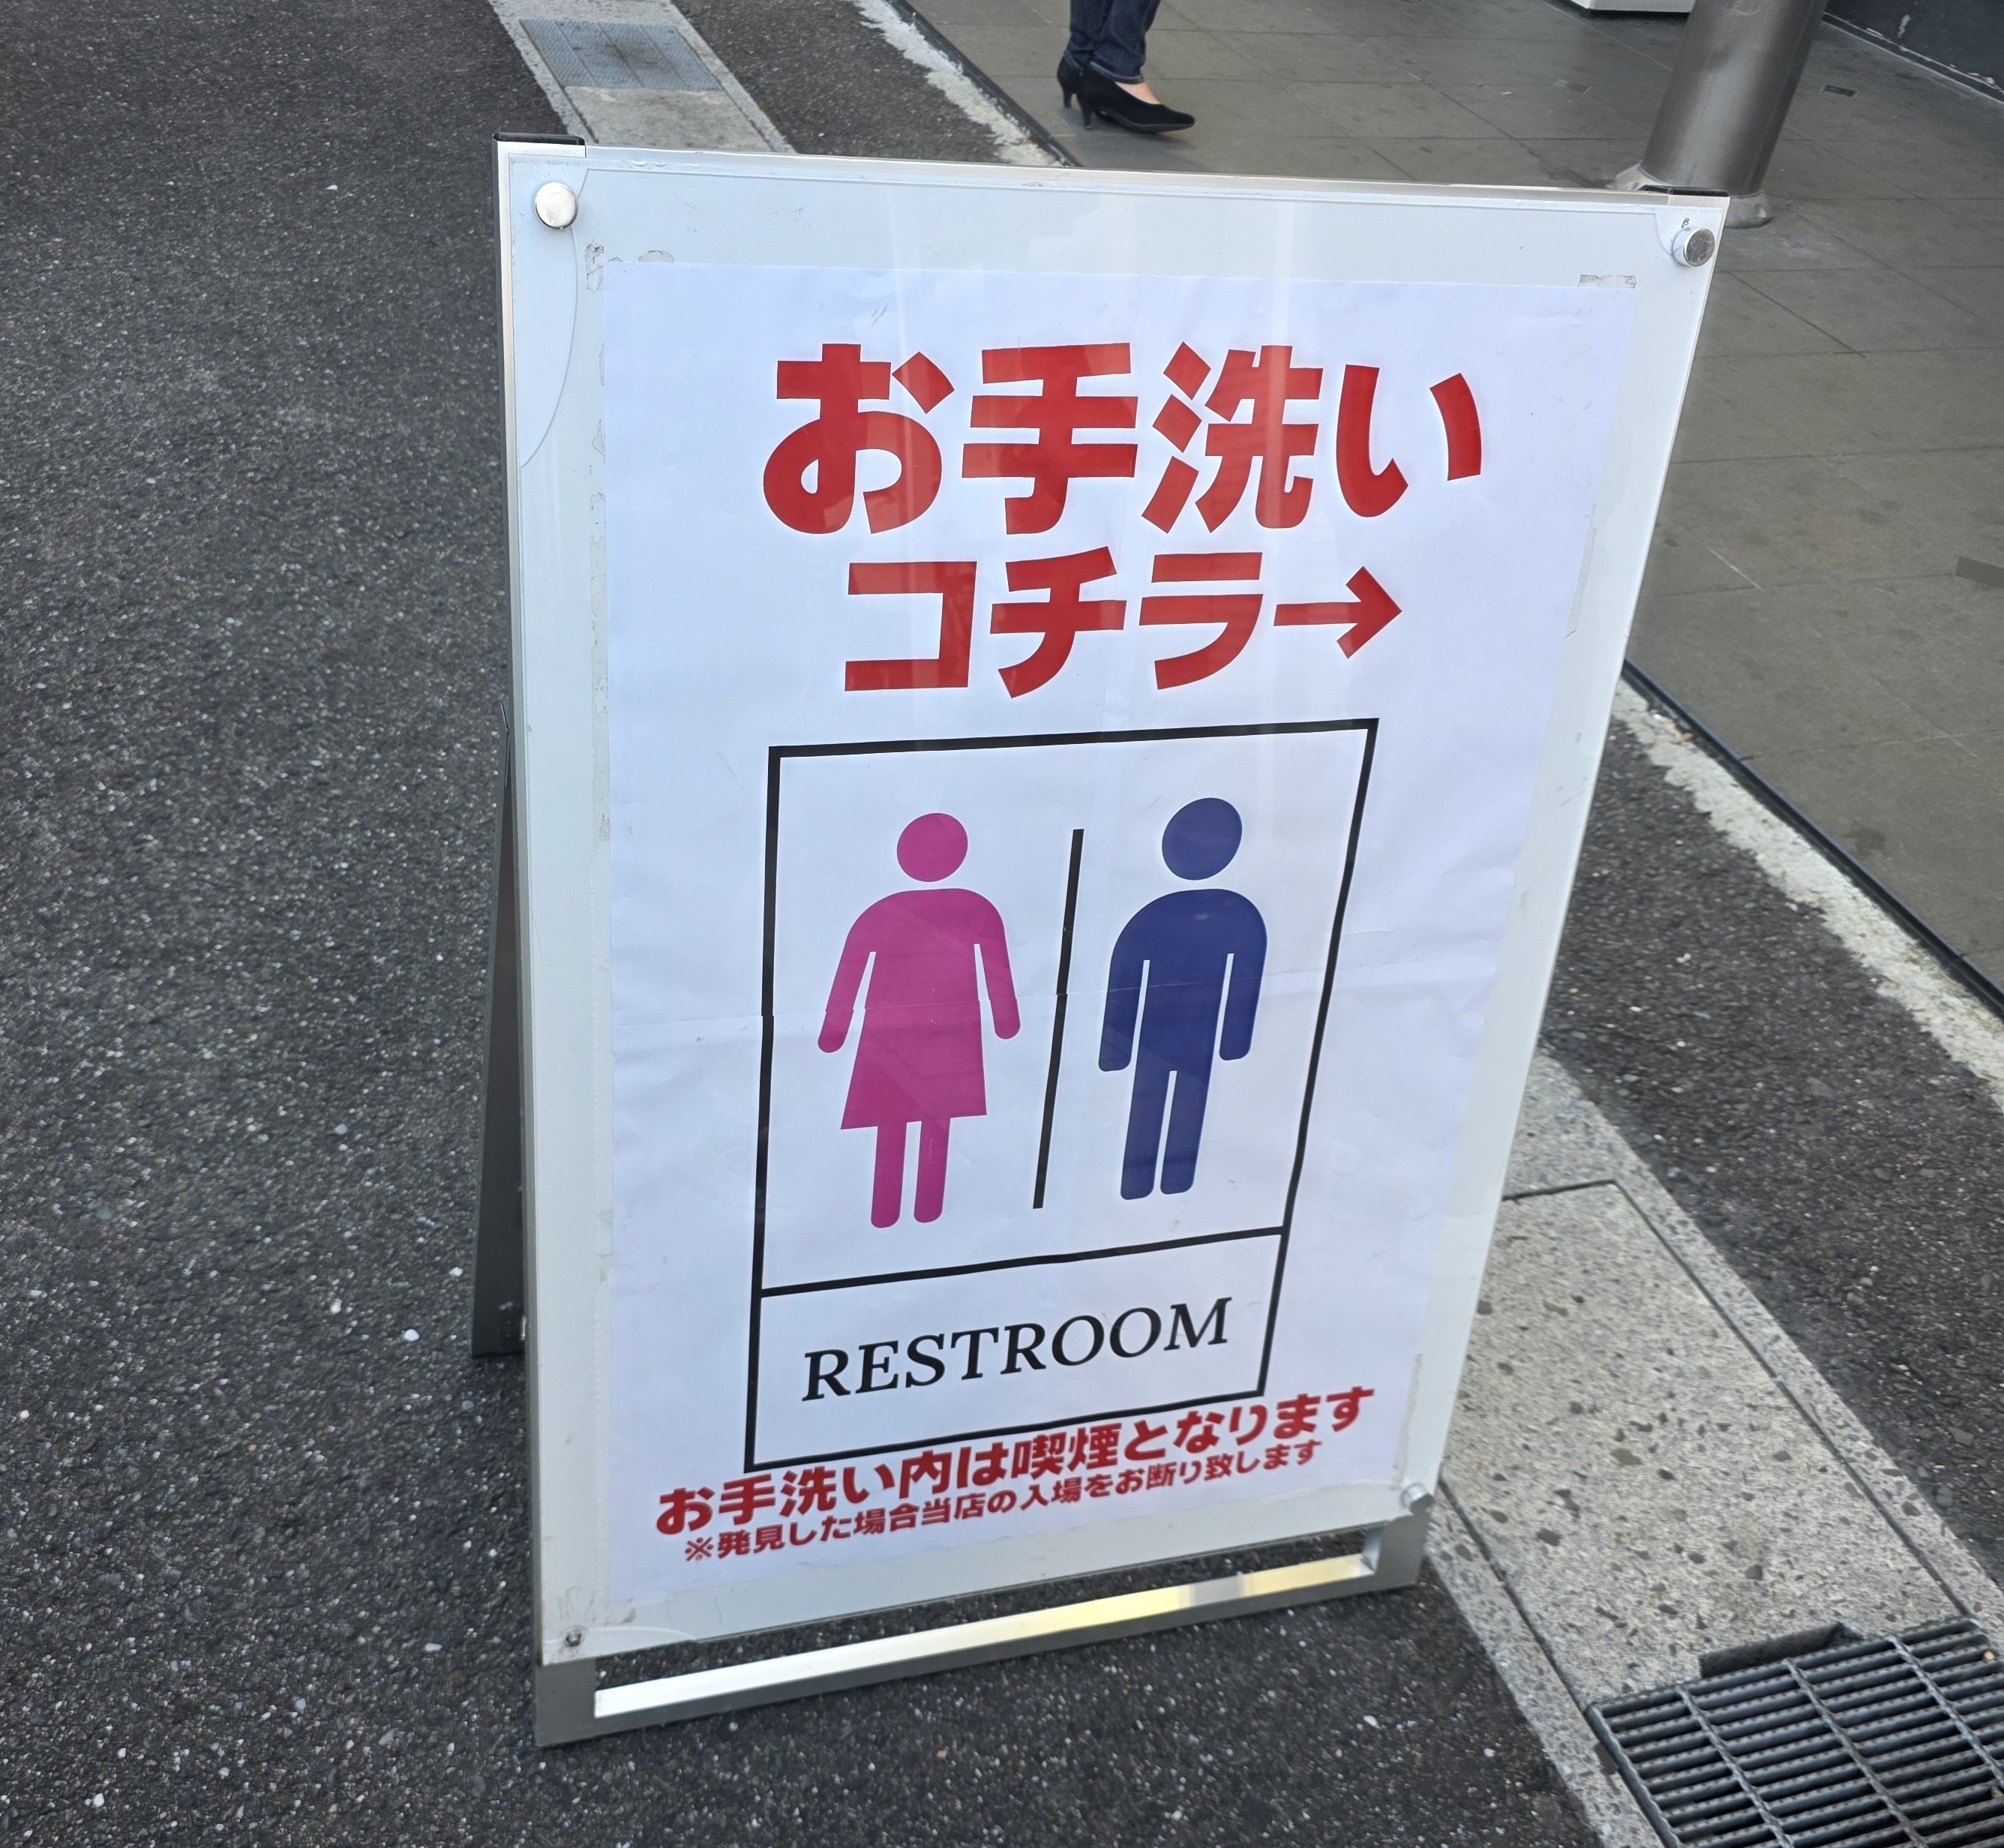 お手洗い
コチラ→
RESTROOM
お手洗い内は喫煙となります
※発見した場合当店の入場をお断り致します